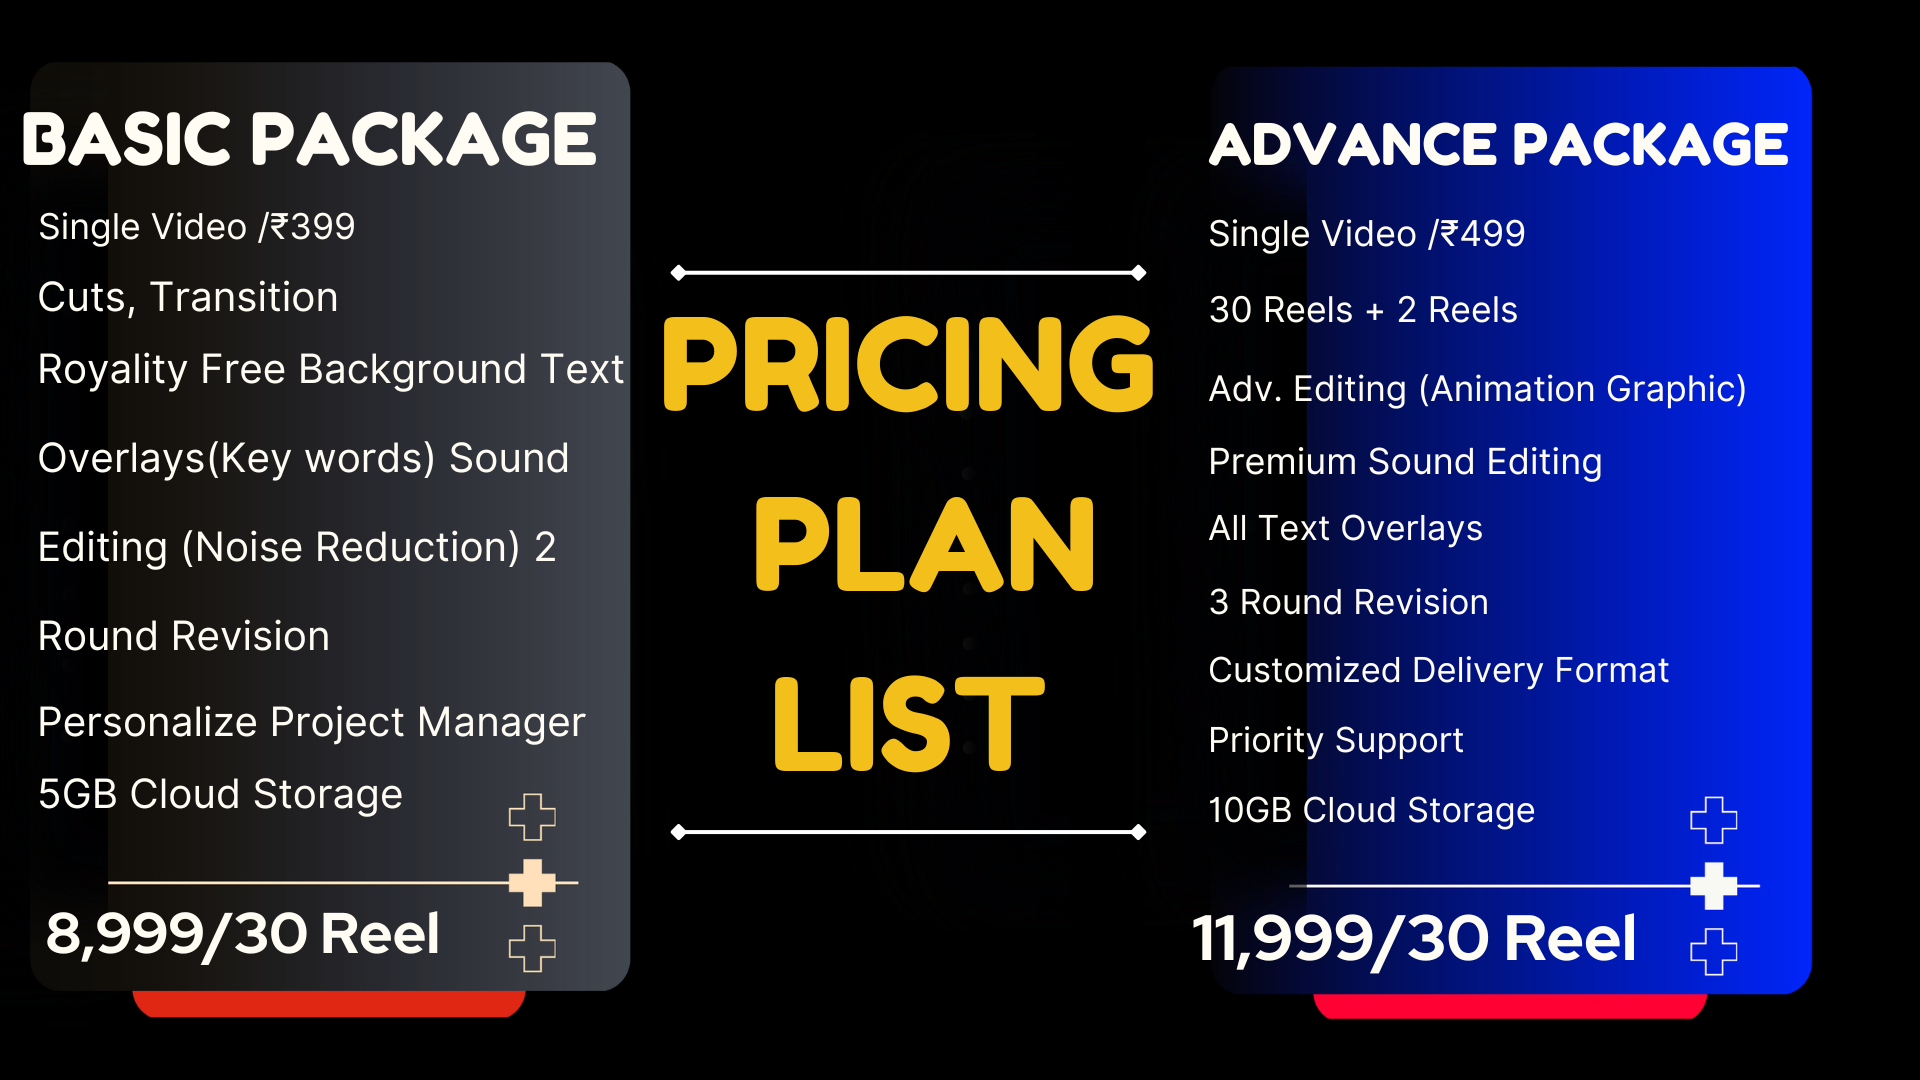 BASIC PACKAGE
Single Video /₹399
Cuts, Transition
Royality Free Background Text
Overlays(Key words) Sound
Editing (Noise Reduction) 2
Round Revision
Personalize Project Manager
5GB Cloud Storage
8,999/30 Reel
PRICING
PLAN
LIST
ADVANCE PACKAGE
Single Video /₹499
30 Reels + 2 Reels
Adv. Editing (Animation Graphic)
Premium Sound Editing
All Text Overlays
3 Round Revision
Customized Delivery Format
Priority Support
10GB Cloud Storage
11,999/30 Reel